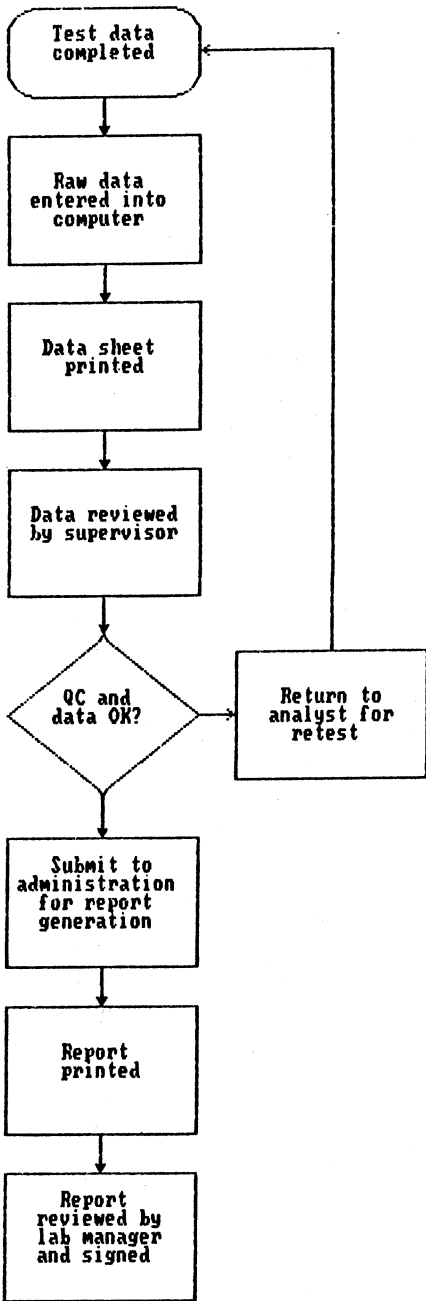 Test data
completed
Raw data
entered into
computer
Data sheet
printed
Data reviewed
by supervisor
QC and
data OK?
Return to
analyst for
retest
Submit to
administration
for report
generation
Report
printed
Report
reviewed by
lab manager
and signed